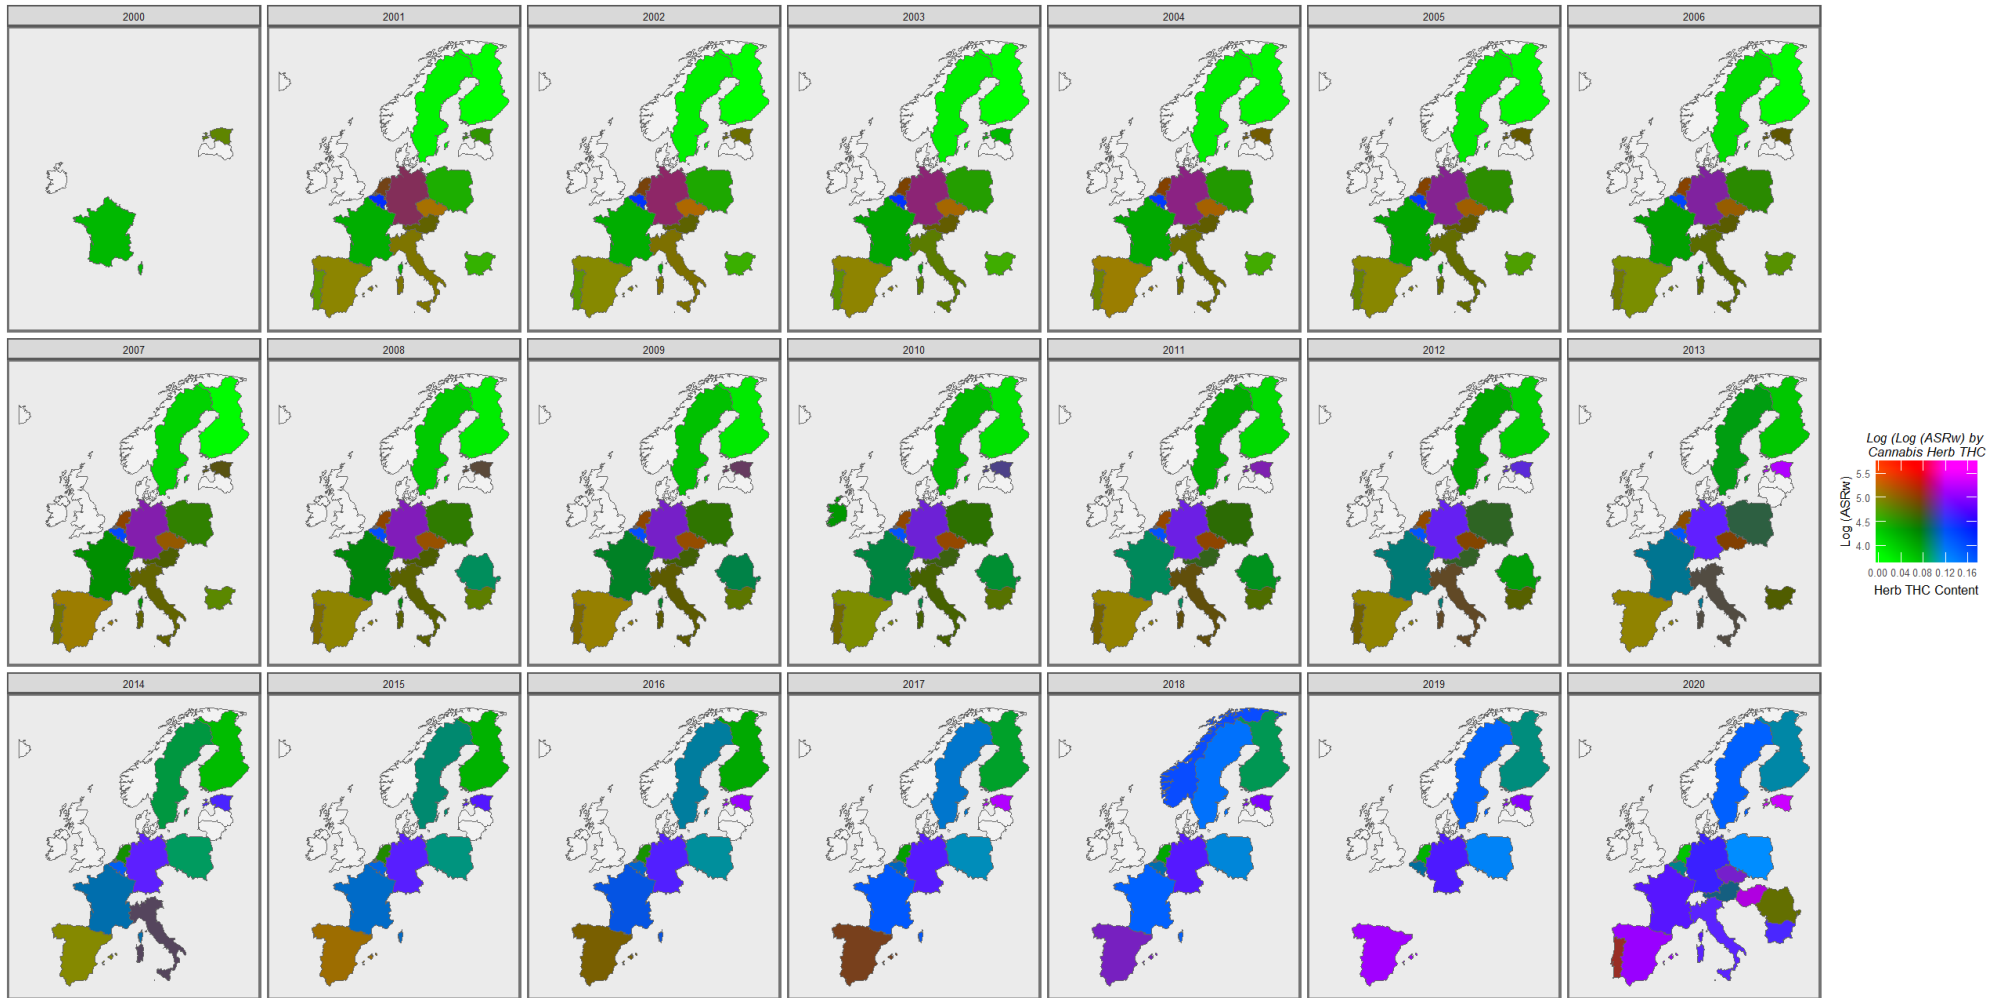 2000 2001 2002 2003 2004 2005 2006
2007 2008 2009 2010 2011 2012 2013
Log (Log (ASRw) by
Cannabis Herb THC
Log (ASRw)
5.5
5.0
4.5
4.0
0.00 0.04 0.08 0.12 0.16
Herb THC Content
2014 2015 2016 2017 2018 2019 2020